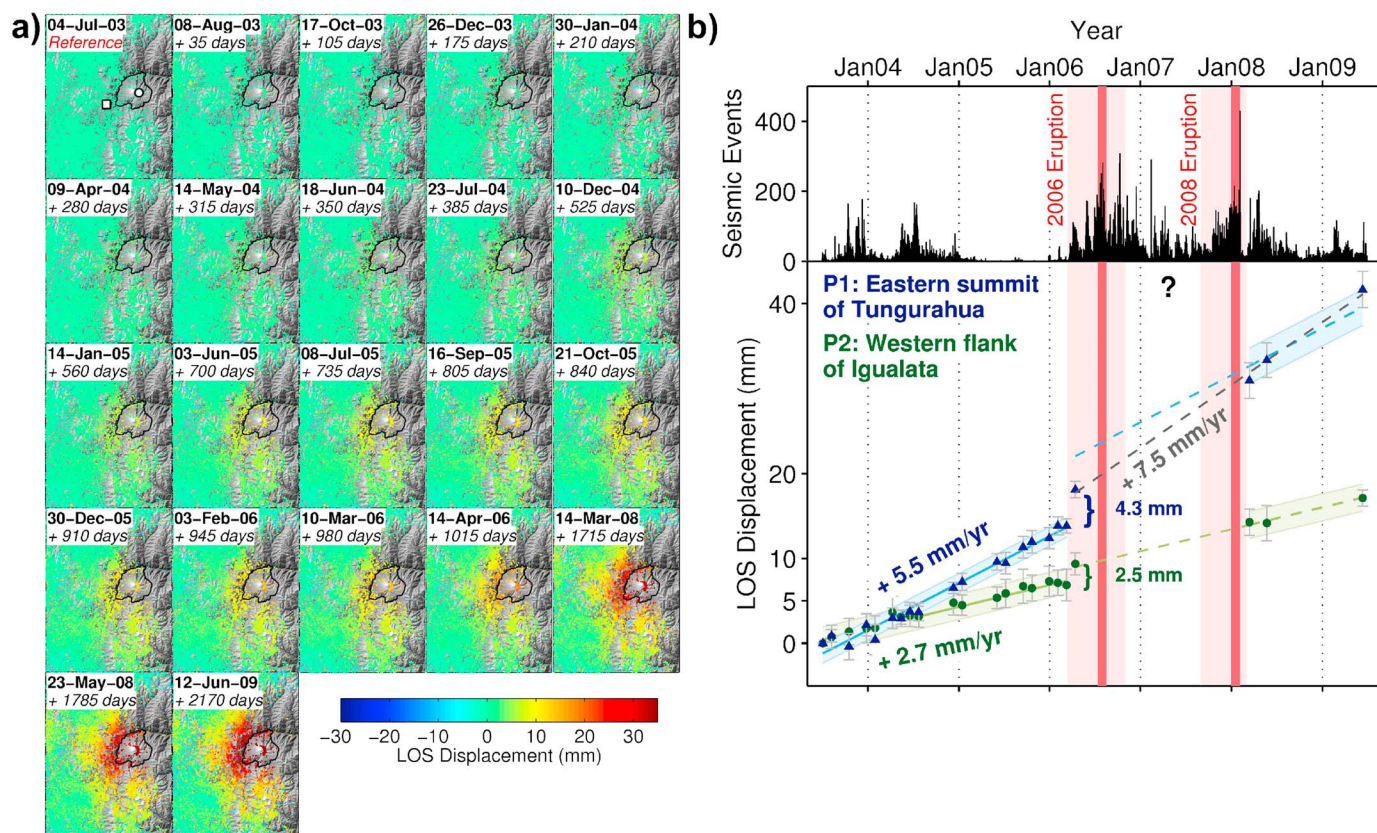 a)
04-Jul-03
Reference
08-Aug-03
+ 35 days
17-Oct-03
+ 105 days
26-Dec-03
+ 175 days
30-Jan-04
+ 210 days
09-Apr-04
+ 280 days
14-May-04
+ 315 days
18-Jun-04
+ 350 days
23-Jul-04
+ 385 days
10-Dec-04
+ 525 days
14-Jan-05
+ 560 days
03-Jun-05
+ 700 days
08-Jul-05
+ 735 days
16-Sep-05
+ 805 days
21-Oct-05
+ 840 days
30-Dec-05
+ 910 days
03-Feb-06
+ 945 days
10-Mar-06
+ 980 days
14-Apr-06
+ 1015 days
14-Mar-08
+ 1715 days
23-May-08
+ 1785 days
12-Jun-09
+ 2170 days
-30 -20 -10 0 10 20 30
LOS Displacement (mm)
b)
Year
Jan04 Jan05 Jan06 Jan07 Jan08 Jan09
Seismic Events
400
200
0
2006 Eruption
2008 Eruption
P1: Eastern summit
of Tungurahua
P2: Western flank
of Igualata
?
LOS Displacement (mm)
40
20
10
5
0
+ 5.5 mm/yr
+ 2.7 mm/yr
+ 7.5 mm/yr
} 4.3 mm
} 2.5 mm